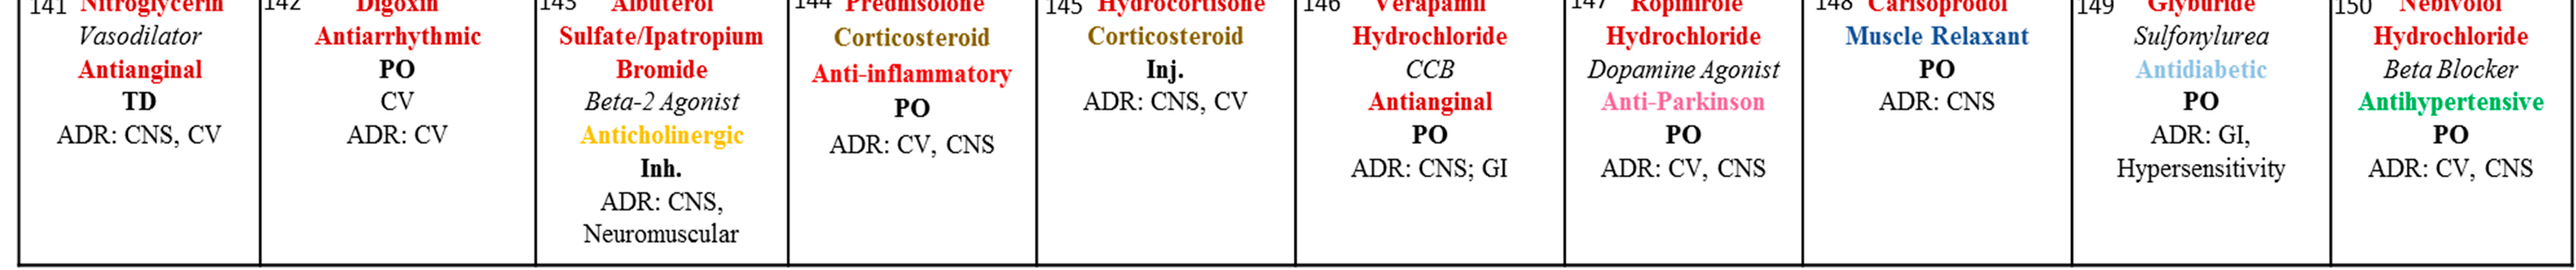 141 Nitroglycerin
Vasodilator
Antianginal
TD
ADR: CNS, CV
142 Digoxin
Antiarrhythmic
PO
CV
ADR: CV
143 Albuterol
Sulfate/Ipatropium
Bromide
Beta-2 Agonist
Anticholinergic
Inh.
ADR: CNS,
Neuromuscular
144 Prednisolone
Corticosteroid
Anti-inflammatory
PO
ADR: CV, CNS
145 Hydrocortisone
Corticosteroid
Inj.
ADR: CNS, CV
146 Verapamil
Hydrochloride
CCB
Antianginal
PO
ADR: CNS; GI
147 Ropinirole
Hydrochloride
Dopamine Agonist
Anti-Parkinson
PO
ADR: CV, CNS
148 Carisoprodol
Muscle Relaxant
PO
ADR: CNS
149 Glyburide
Sulfonylurea
Antidiabetic
PO
ADR: GI,
Hypersensitivity
150 Nebivolol
Hydrochloride
Beta Blocker
Antihypertensive
PO
ADR: CV, CNS